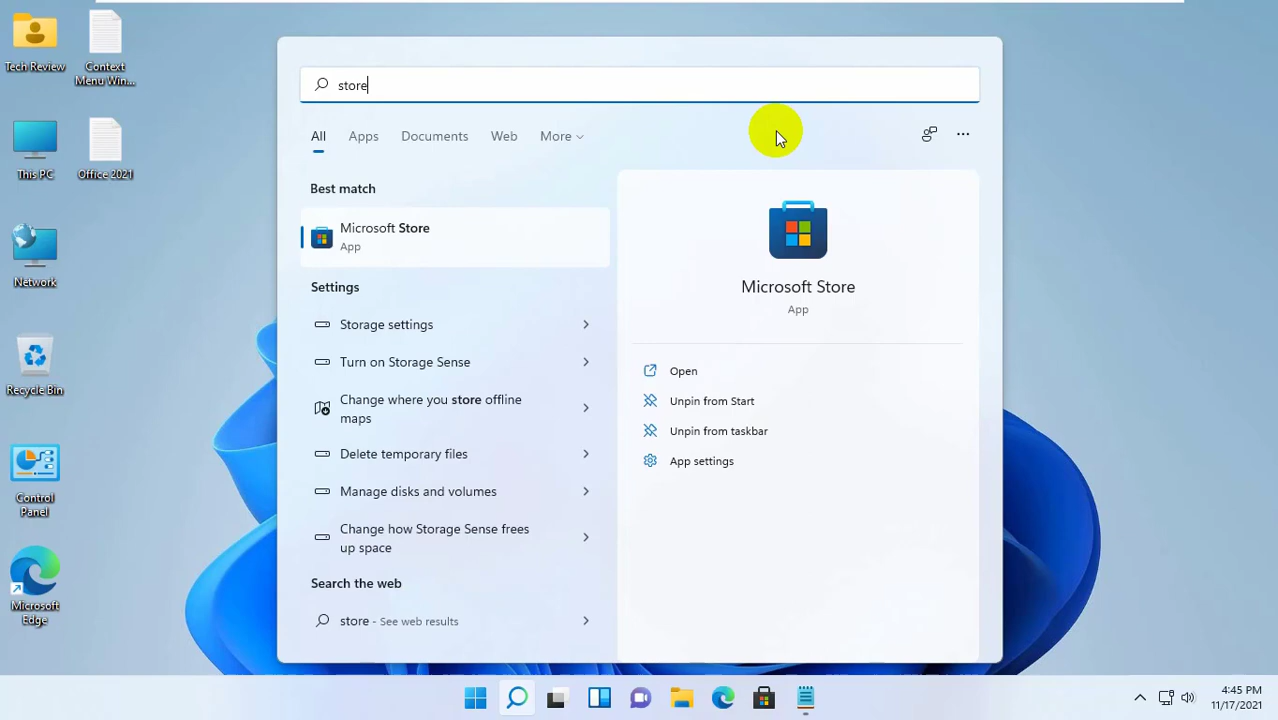 Tech Review
Context
Menu Win...
This PC
Office 2021
Network
Recycle Bin
Control
Panel
Microsoft
Edge
store
All Apps Documents Web More
Best match
Microsoft Store
App
Settings
Storage settings
Turn on Storage Sense
Change where you store offline
maps
Delete temporary files
Manage disks and volumes
Change how Storage Sense frees
up space
Search the web
store - See web results
Microsoft Store
App
Open
Unpin from Start
Unpin from taskbar
App settings
4:45 PM
11/17/2021